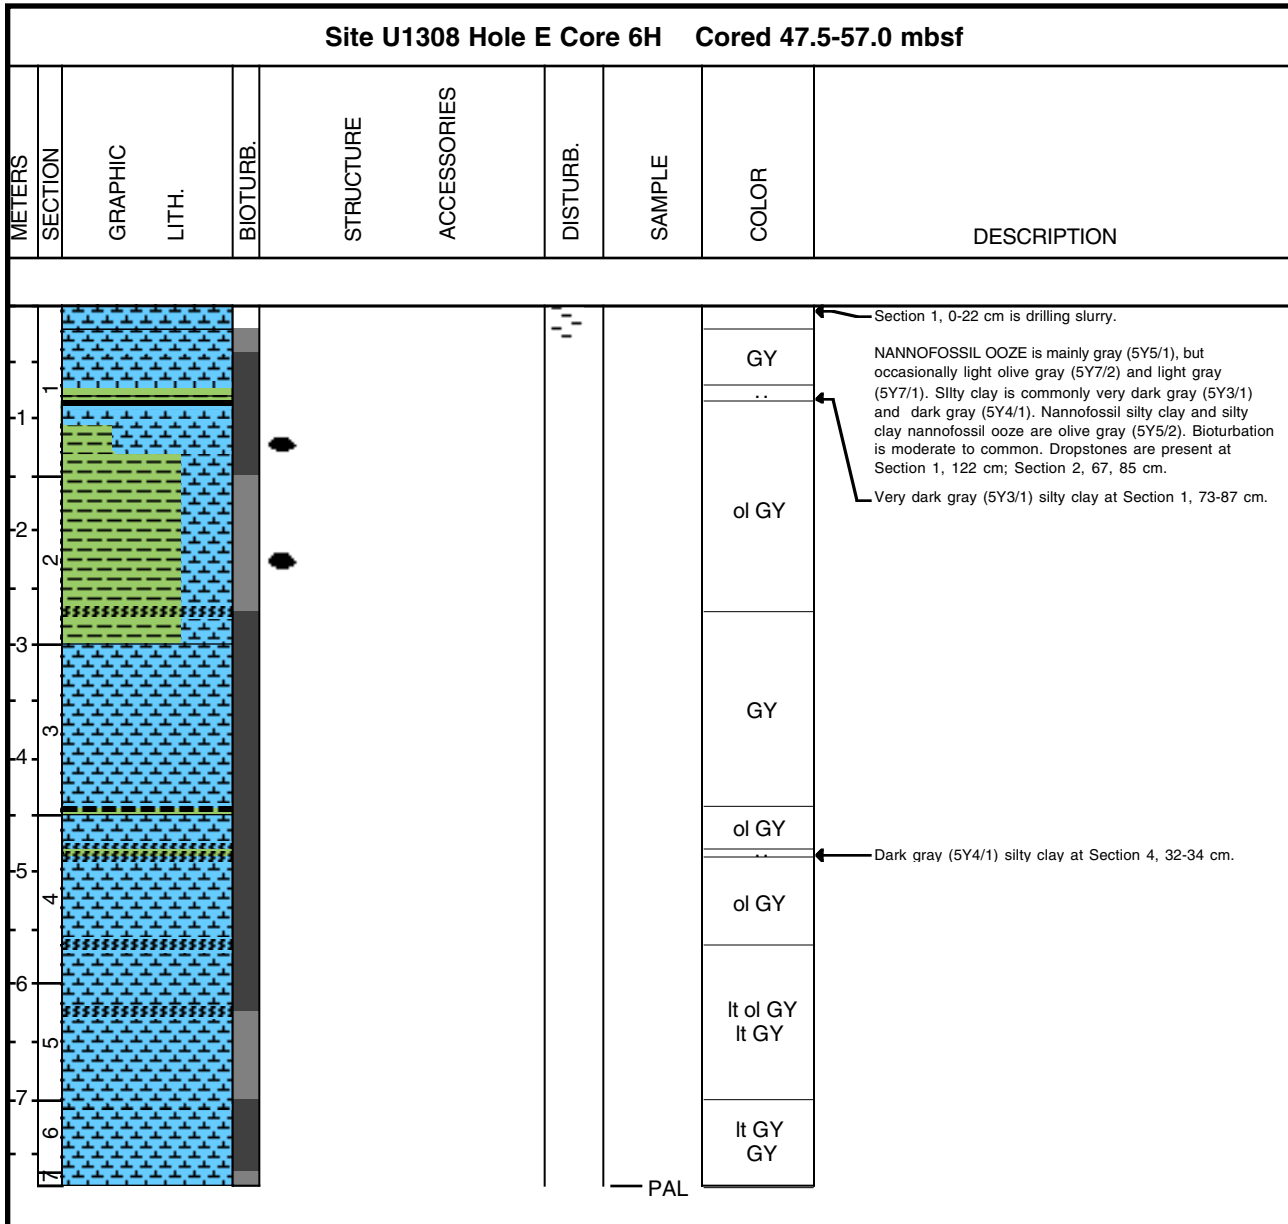 Site U1308 Hole E Core 6H Cored 47.5-57.0 mbsf
METERS
SECTION
GRAPHIC
LITH.
BIOTURB.
STRUCTURE
ACCESSORIES
DISTURB.
SAMPLE
COLOR
DESCRIPTION
Section 1, 0-22 cm is drilling slurry.
NANNOFOSSIL OOZE is mainly gray (5Y5/1), but
occasionally light olive gray (5Y7/2) and light gray
(5Y7/1). SIlty clay is commonly very dark gray (5Y3/1)
and dark gray (5Y4/1). Nannofossil silty clay and silty
clay nannofossil ooze are olive gray (5Y5/2). Bioturbation
is moderate to common. Dropstones are present at
Section 1, 122 cm; Section 2, 67, 85 cm.
Very dark gray (5Y3/1) silty clay at Section 1, 73-87 cm.
Dark gray (5Y4/1) silty clay at Section 4, 32-34 cm.
GY
. .
ol GY
GY
ol GY
. .
ol GY
lt ol GY
lt GY
lt GY
GY
PAL
1
2
3
4
5
6
7
1
2
3
4
5
6
7